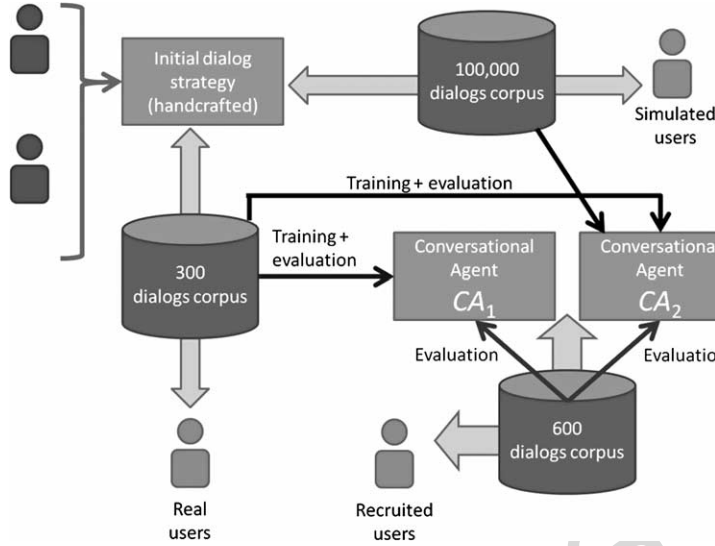 Initial dialog
strategy
(handcrafted)
100,000
dialogs corpus
Simulated
users
Training + evaluation
Training +
evaluation
300
dialogs corpus
Conversational
Agent
CA1
Conversationa
Agent
CA2
Evaluation
Evaluatio
600
dialogs corpus
Real
users
Recruited
users